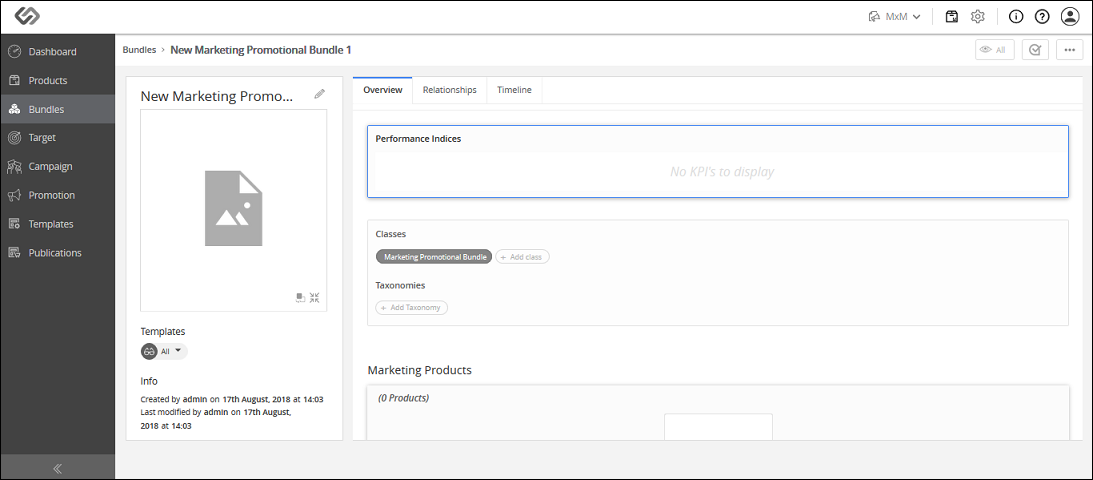 MxM
Dashboard
Products
Bundles
Target
Campaign
Promotion
Templates
Publications
Bundles › New Marketing Promotional Bundle 1
All
New Marketing Promo...
Templates
All
Info
Created by admin on 17th August, 2018 at 14:03
Last modified by admin on 17th August,
2018 at 14:03
Overview
Relationships
Timeline
Performance Indices
No KPI's to display
Classes
Marketing Promotional Bundle
+ Add class
Taxonomies
+ Add Taxonomy
Marketing Products
(0 Products)